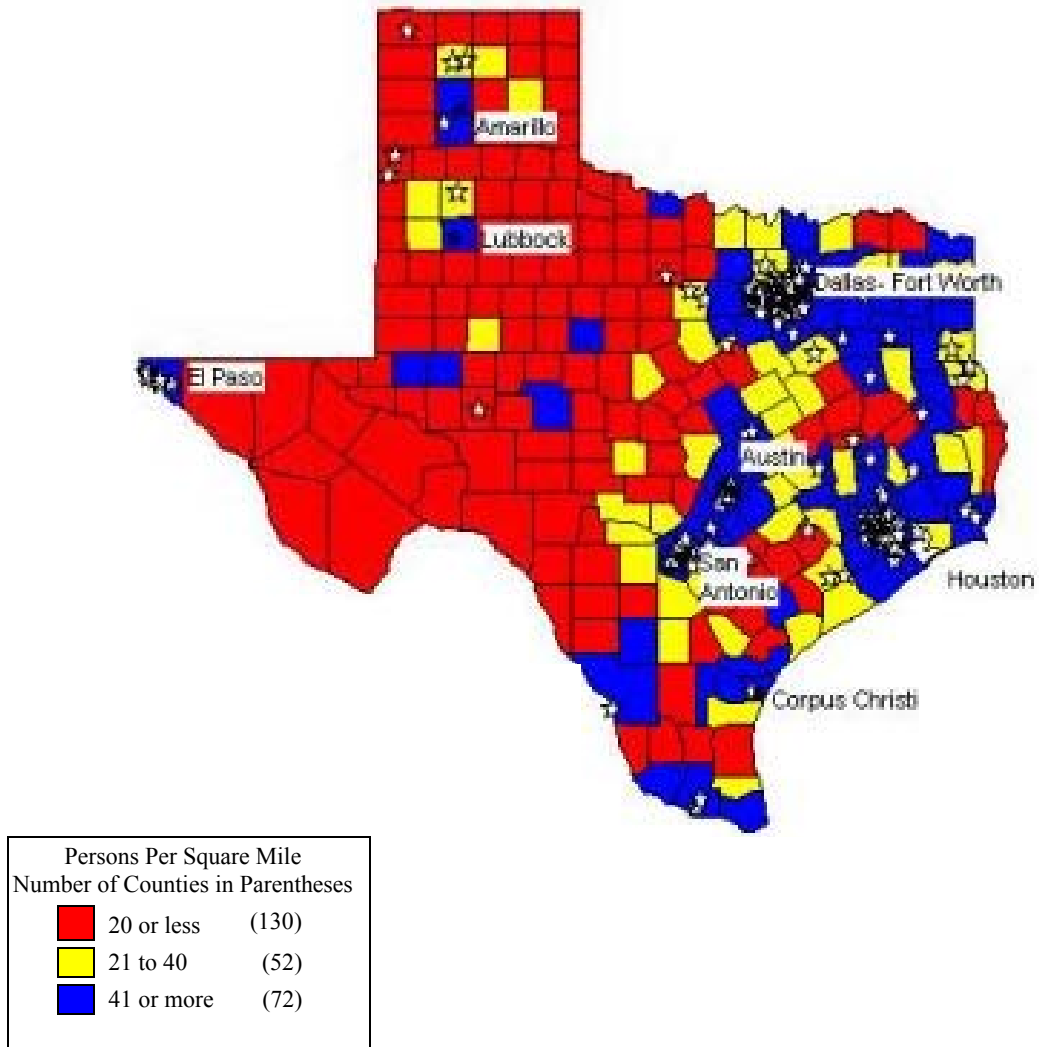 Amarillo
Lubbock
Dallas- Fort Worth
El Paso
Austin
San
Antonio
Houston
Corpus Christi
Persons Per Square Mile
Number of Counties in Parentheses
20 or less (130)
21 to 40 (52)
41 or more (72)